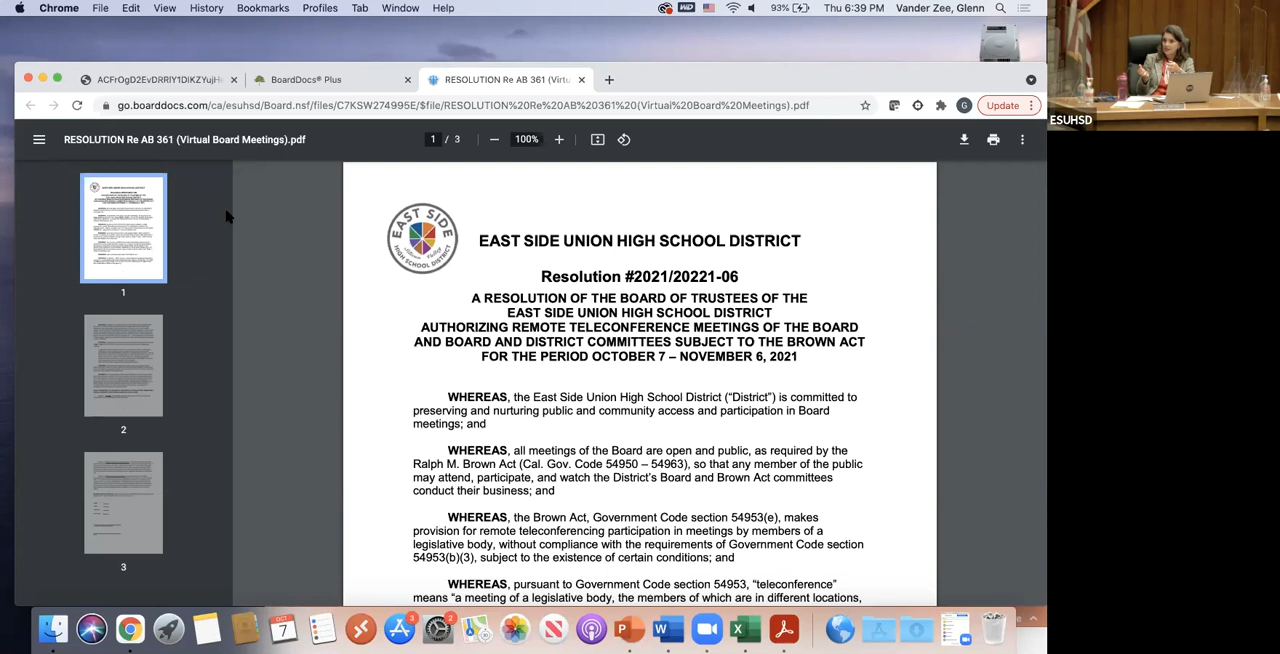 Chrome File Edit View History Bookmarks Profiles Tab Window Help
93% Thu 6:39 PM Vander Zee, Glenn
ESUHSD
ACFrOgD2EvDRRIY1DiKZYujH
BoardDocs® Plus
RESOLUTION Re AB 361 (Virtu
go.boarddocs.com/ca/esuhsd/Board.nsf/files/C7KSW274995E/$file/RESOLUTION%20Re%20AB%20361%20(Virtual%20Board%20Meetings).pdf
G
Update
RESOLUTION Re AB 361 (Virtual Board Meetings).pdf
1 / 3
100%
1
2
3
EAST SIDE
UNION
HIGH SCHOOL DISTRICT
EAST SIDE UNION HIGH SCHOOL DISTRICT
Resolution #2021/20221-06
A RESOLUTION OF THE BOARD OF TRUSTEES OF THE
EAST SIDE UNION HIGH SCHOOL DISTRICT
AUTHORIZING REMOTE TELECONFERENCE MEETINGS OF THE BOARD
AND BOARD AND DISTRICT COMMITTEES SUBJECT TO THE BROWN ACT
FOR THE PERIOD OCTOBER 7 – NOVEMBER 6, 2021
WHEREAS, the East Side Union High School District (“District”) is committed to
preserving and nurturing public and community access and participation in Board
meetings; and
WHEREAS, all meetings of the Board are open and public, as required by the
Ralph M. Brown Act (Cal. Gov. Code 54950 – 54963), so that any member of the public
may attend, participate, and watch the District’s Board and Brown Act committees
conduct their business; and
WHEREAS, the Brown Act, Government Code section 54953(e), makes
provision for remote teleconferencing participation in meetings by members of a
legislative body, without compliance with the requirements of Government Code section
54953(b)(3), subject to the existence of certain conditions; and
WHEREAS, pursuant to Government Code section 54953, “teleconference”
means “a meeting of a legislative body, the members of which are in different locations,
OCT
7
3
2